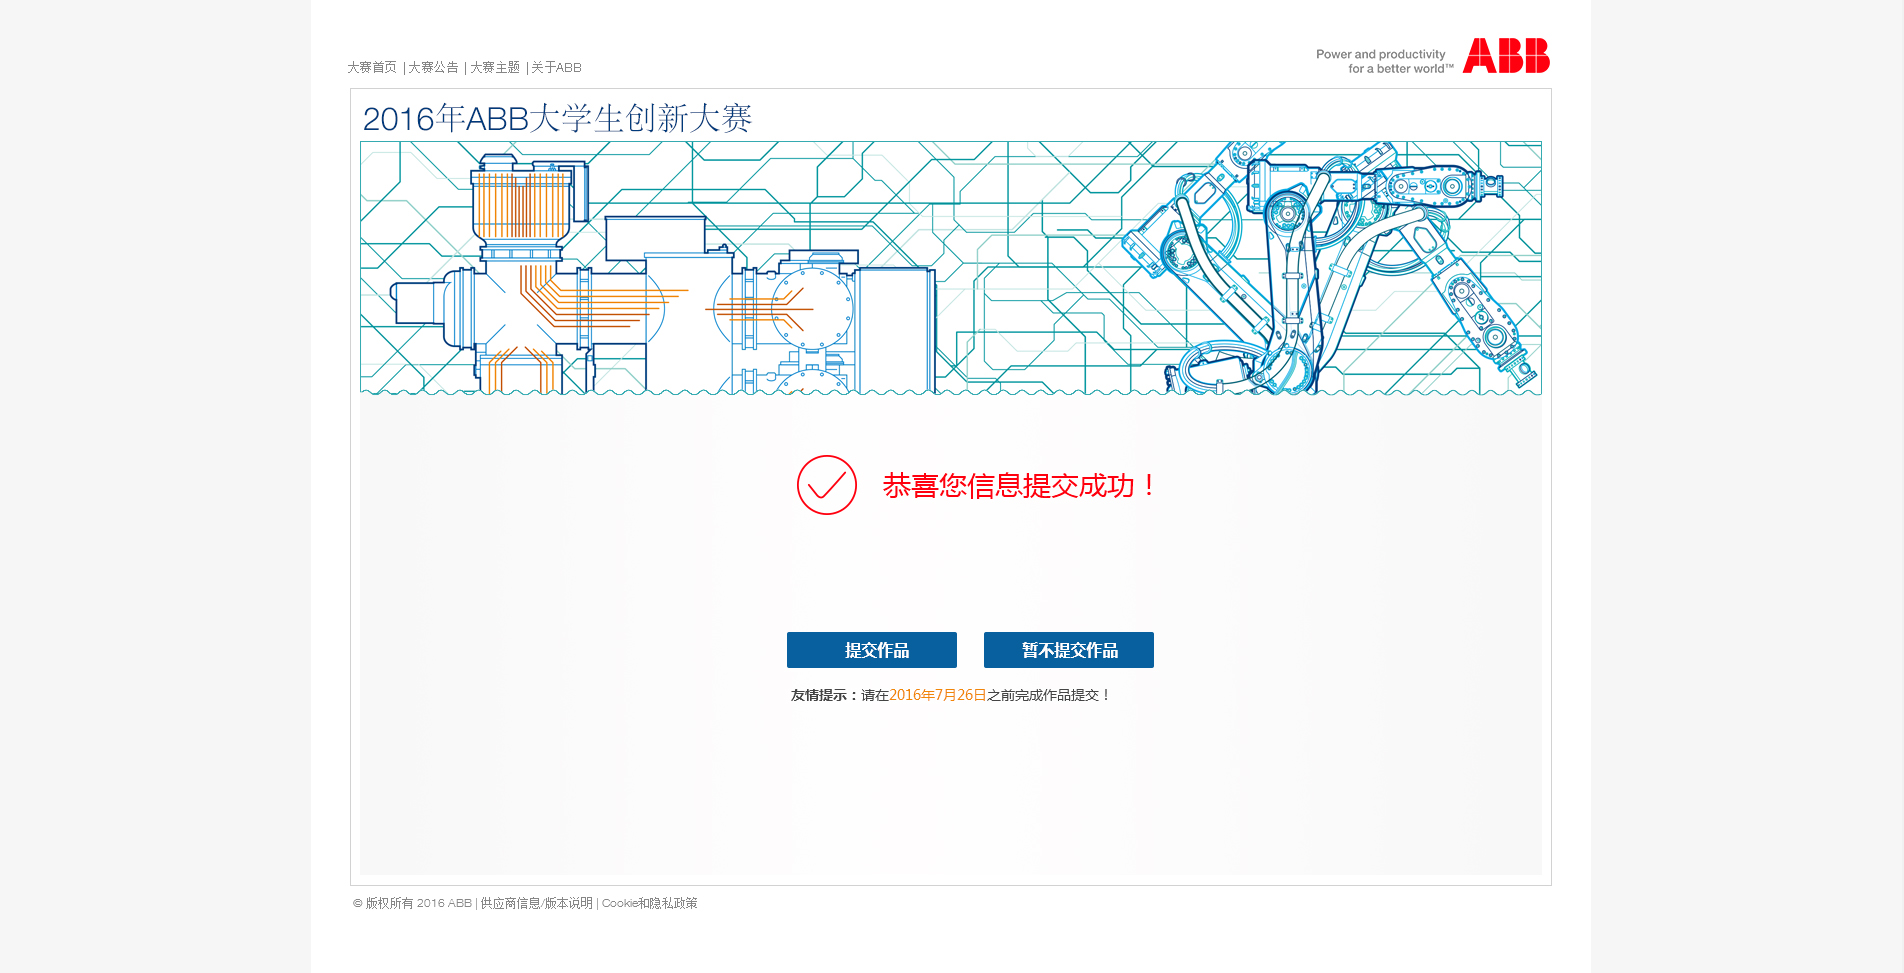 大赛首页 | 大赛公告 | 大赛主题 | 关于ABB
Power and productivity
for a better world™
ABB
2016年ABB大学生创新大赛
恭喜您信息提交成功！
提交作品
暂不提交作品
友情提示：请在2016年7月26日之前完成作品提交！
© 版权所有 2016 ABB | 供应商信息/版本说明 | Cookie和隐私政策